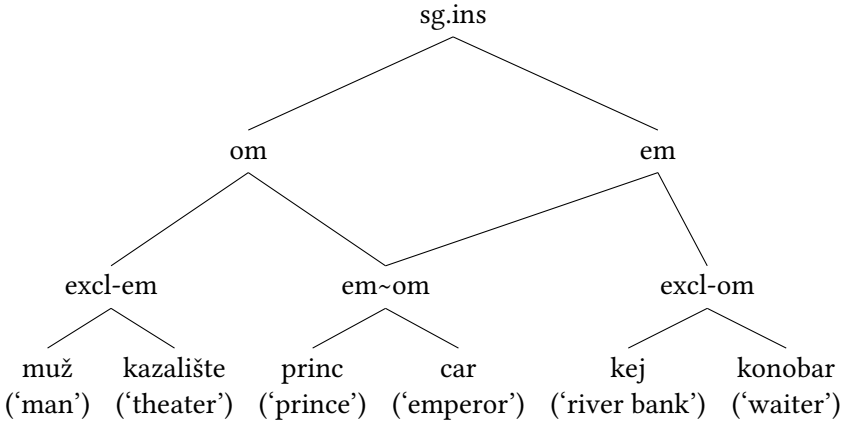 sg.ins
om em
excl-em em~om excl-om
muž kazalište princ car kej konobar
(‘man’) (‘theater’) (‘prince’) (‘emperor’) (‘river bank’) (‘waiter’)